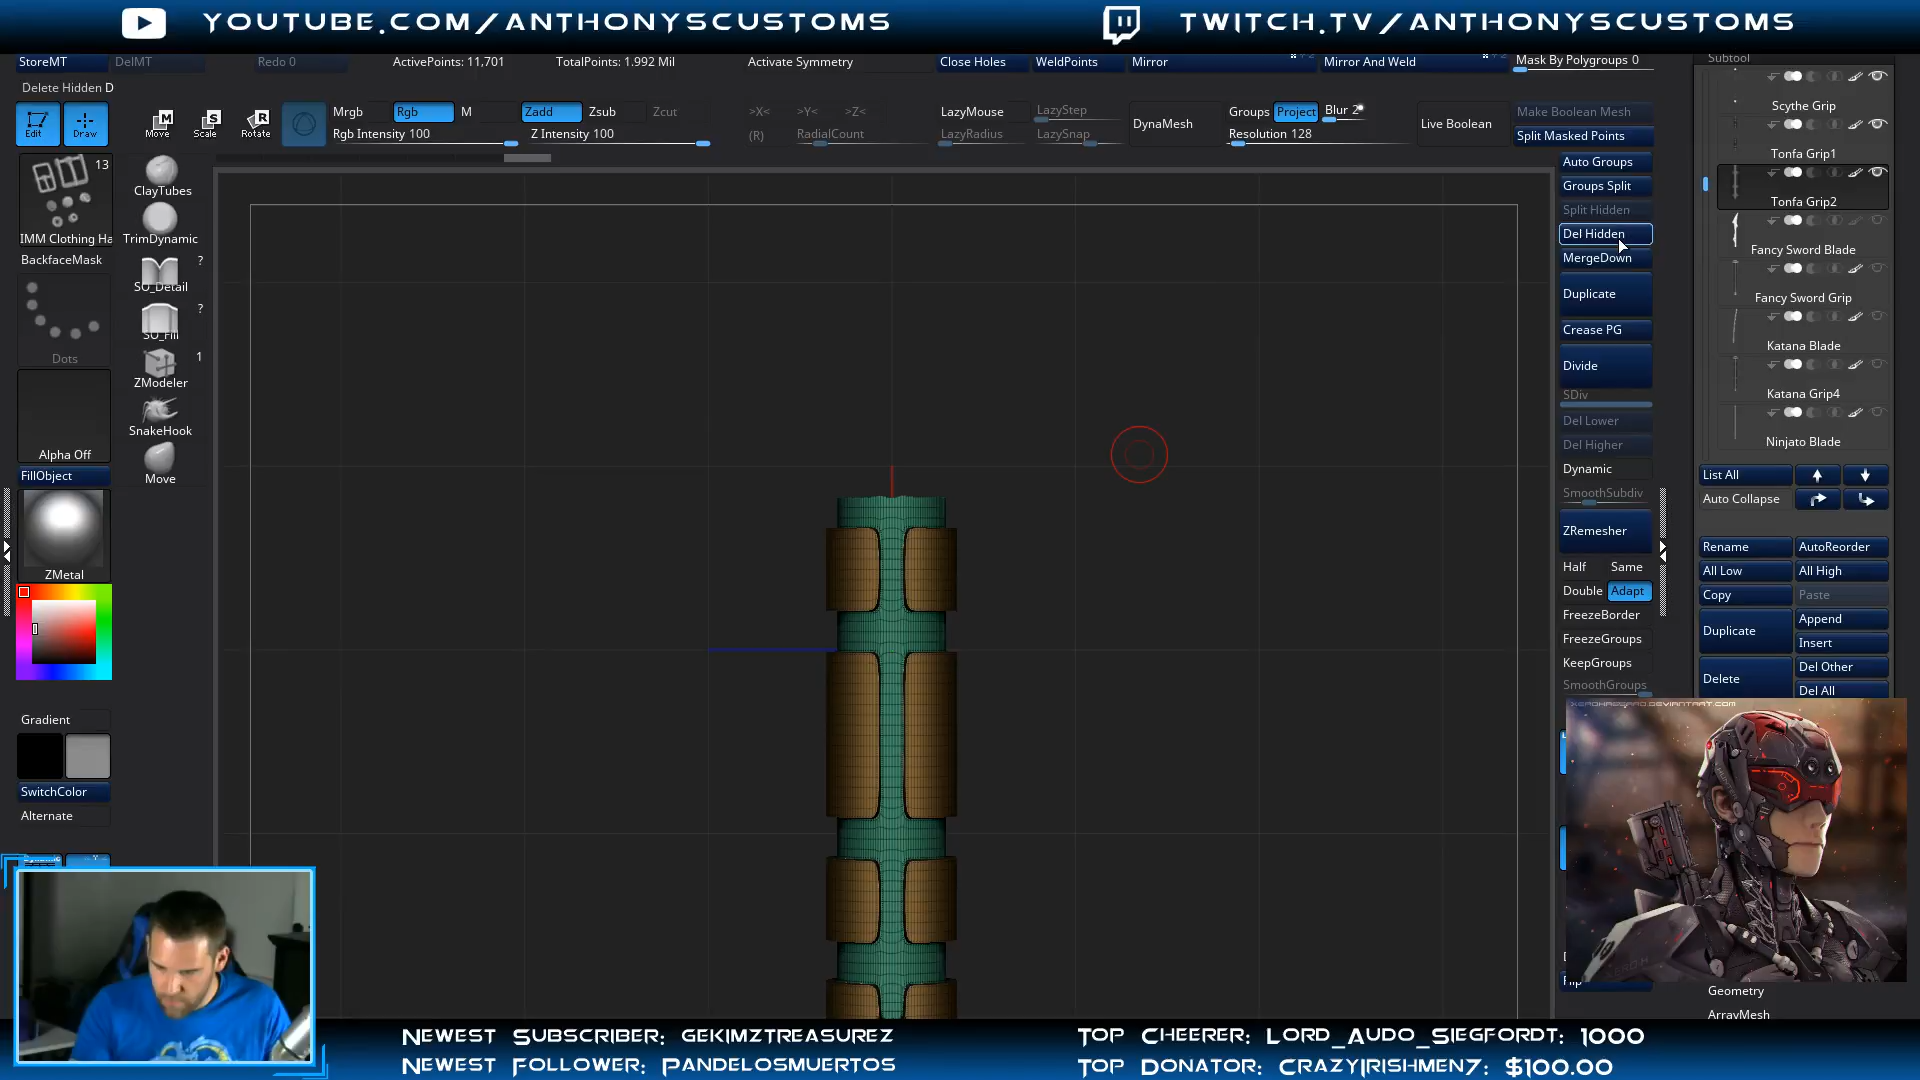 YOUTUBE.COM/ANTHONYSCUSTOMS
TWITCH.TV/ANTHONYSCUSTOMS
StoreMT
DelMT
Redo 0
ActivePoints: 11,701
TotalPoints: 1.992 Mil
Activate Symmetry
Close Holes
WeldPoints
Mirror
Mirror And Weld
Mask By Polygroups 0
Subtool
Delete Hidden D
Edit
Draw
Move
Scale
Rotate
Mrgb
Rgb
M
Zadd
Zsub
Zcut
Rgb Intensity 100
Z Intensity 100
>X<
>Y<
>Z<
(R)
RadialCount
LazyMouse
LazyStep
LazyRadius
LazySnap
DynaMesh
Groups
Project
Blur 2
Resolution 128
Live Boolean
Make Boolean Mesh
Split Masked Points
13
IMM Clothing Ha
BackfaceMask
Dots
Alpha Off
FillObject
ZMetal
Gradient
SwitchColor
Alternate
ClayTubes
TrimDynamic
?
SO_Detail
?
SO_Fill
1
ZModeler
SnakeHook
Move
Auto Groups
Groups Split
Split Hidden
Del Hidden
MergeDown
Duplicate
Crease PG
Divide
SDiv
Del Lower
Del Higher
Dynamic
SmoothSubdiv
ZRemesher
Half
Same
Double
Adapt
FreezeBorder
FreezeGroups
KeepGroups
SmoothGroups
Scythe Grip
Tonfa Grip1
Tonfa Grip2
Fancy Sword Blade
Fancy Sword Grip
Katana Blade
Katana Grip4
Ninjato Blade
List All
Auto Collapse
Rename
AutoReorder
All Low
All High
Copy
Paste
Duplicate
Append
Insert
Delete
Del Other
Del All
Flip
Geometry
ArrayMesh
NEWEST SUBSCRIBER: GEKIMZTREASUREZ
NEWEST FOLLOWER: PANDELOSMUERTOS
TOP CHEERER: LORD_AUDO_SIEGFORDT: 1000
TOP DONATOR: CRAZYIRISHMEN7: $100.00